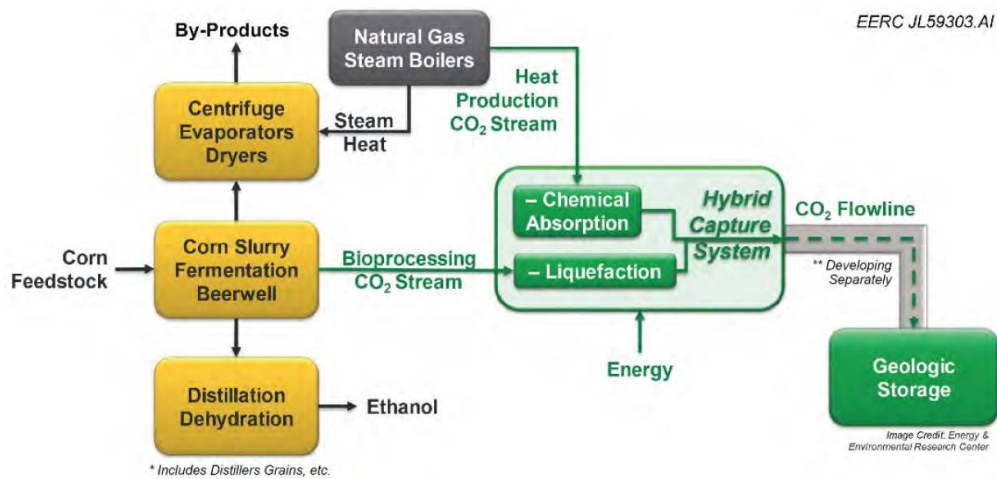 EERC JL59303.AI
By-Products
Natural Gas
Steam Boilers
Centrifuge
Evaporators
Dryers
Steam
Heat
Heat
Production
CO₂ Stream
– Chemical
Absorption
Hybrid
Capture
System
CO₂ Flowline
** Developing
Separately
Corn
Feedstock
Corn Slurry
Fermentation
Beerwell
Bioprocessing
CO₂ Stream
– Liquefaction
Energy
Geologic
Storage
Distillation
Dehydration
Ethanol
Image Credit: Energy &
Environmental Research Center
* Includes Distillers Grains, etc.